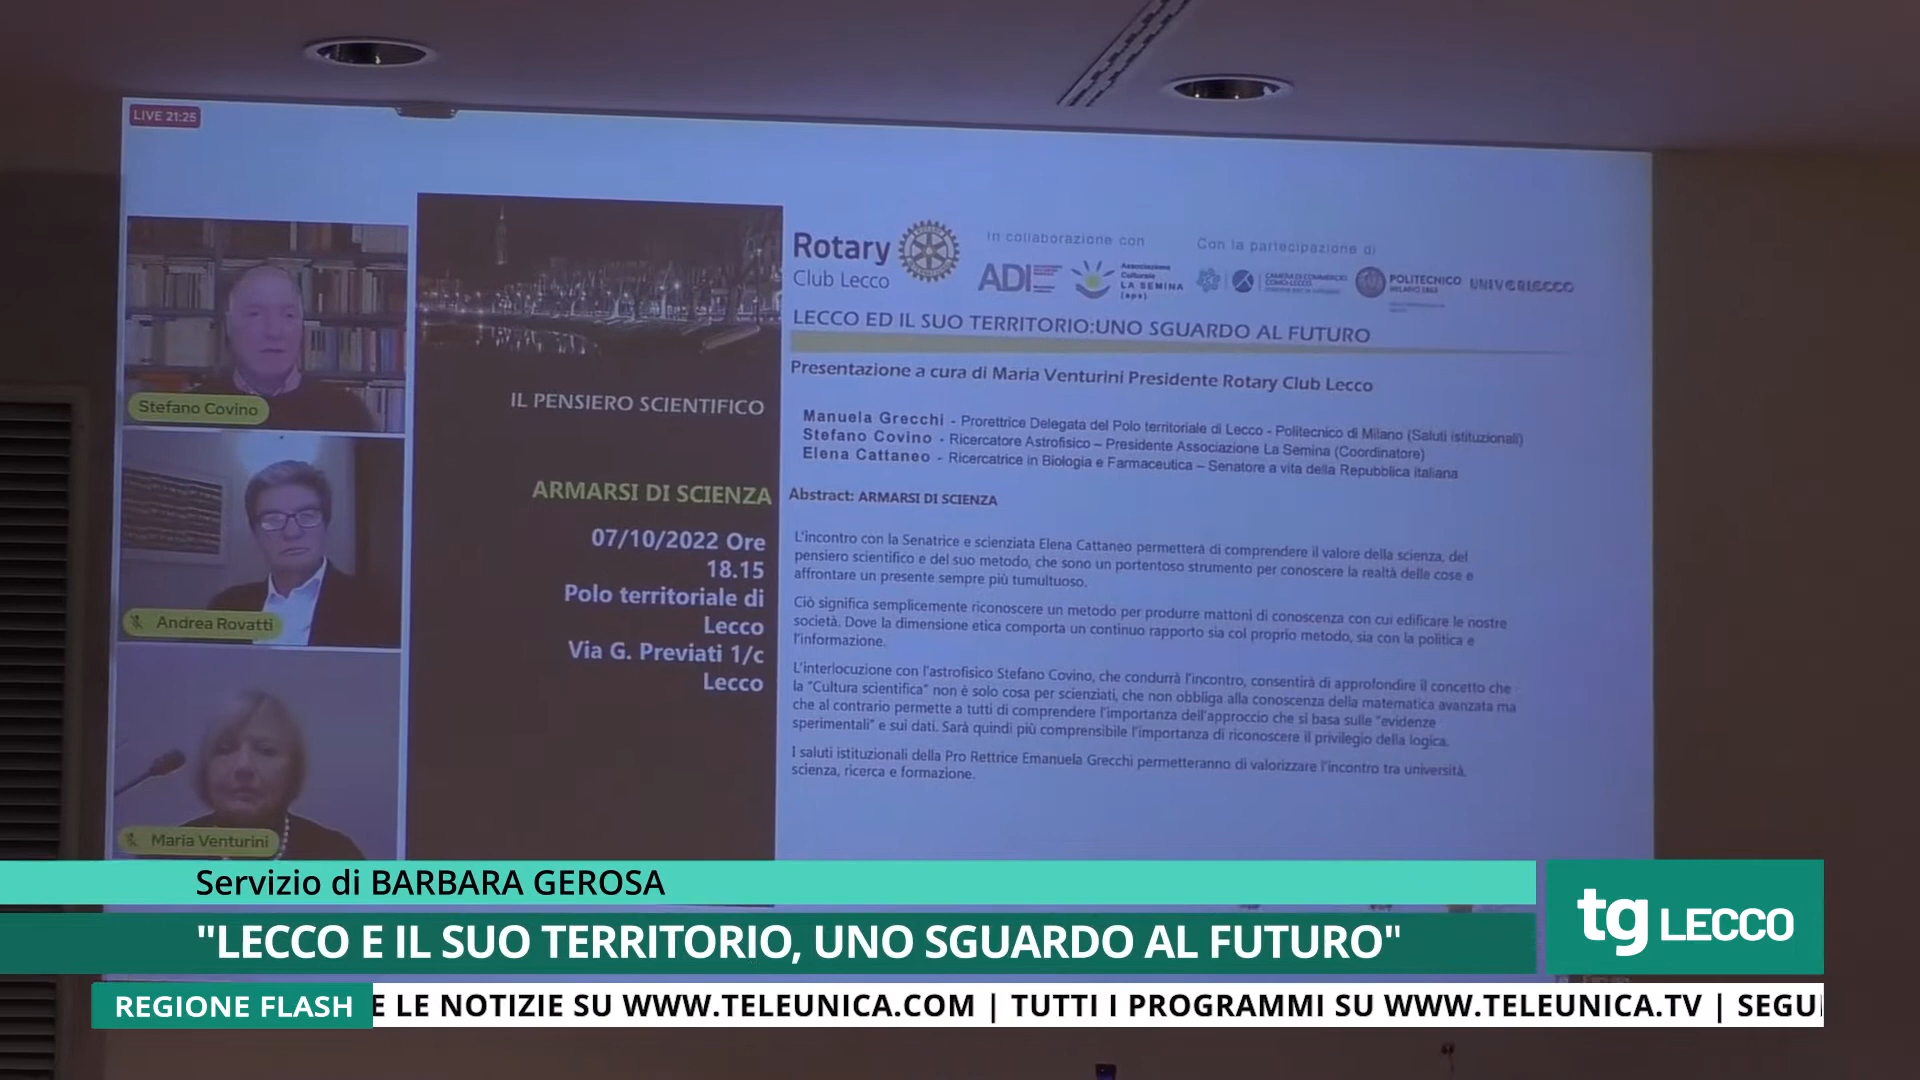 LIVE 21:25
Stefano Covino
Andrea Rovatti
Maria Venturini
IL PENSIERO SCIENTIFICO
ARMARSI DI SCIENZA
07/10/2022 Ore
18.15
Polo territoriale di
Lecco
Via G. Previati 1/c
Lecco
Rotary
Club Lecco
In collaborazione con
ADI
Associazione
Culturale
LA SEMINA
(aps)
Con la partecipazione di
CAMERA DI COMMERCIO
COMO-LECCO
POLITECNICO
MILANO 1863
UNIVERLECCO
LECCO ED IL SUO TERRITORIO:UNO SGUARDO AL FUTURO
Presentazione a cura di Maria Venturini Presidente Rotary Club Lecco
Manuela Grecchi - Prorettrice Delegata del Polo territoriale di Lecco - Politecnico di Milano (Saluti istituzionali)
Stefano Covino - Ricercatore Astrofisico – Presidente Associazione La Semina (Coordinatore)
Elena Cattaneo - Ricercatrice in Biologia e Farmaceutica – Senatore a vita della Repubblica Italiana
Abstract: ARMARSI DI SCIENZA
L'incontro con la Senatrice e scienziata Elena Cattaneo permetterà di comprendere il valore della scienza, del
pensiero scientifico e del suo metodo, che sono un portentoso strumento per conoscere la realtà delle cose e
affrontare un presente sempre più tumultuoso.
Ciò significa semplicemente riconoscere un metodo per produrre mattoni di conoscenza con cui edificare le nostre
società. Dove la dimensione etica comporta un continuo rapporto sia col proprio metodo, sia con la politica e
l'informazione.
L'interlocuzione con l'astrofisico Stefano Covino, che condurrà l'incontro, consentirà di approfondire il concetto che
la "Cultura scientifica" non è solo cosa per scienziati, che non obbliga alla conoscenza della matematica avanzata ma
che al contrario permette a tutti di comprendere l'importanza dell'approccio che si basa sulle "evidenze
sperimentali" e sui dati. Sarà quindi più comprensibile l'importanza di riconoscere il privilegio della logica.
I saluti istituzionali della Pro Rettrice Emanuela Grecchi permetteranno di valorizzare l'incontro tra università,
scienza, ricerca e formazione.
Servizio di BARBARA GEROSA
"LECCO E IL SUO TERRITORIO, UNO SGUARDO AL FUTURO"
tg LECCO
REGIONE FLASH
E LE NOTIZIE SU WWW.TELEUNICA.COM | TUTTI I PROGRAMMI SU WWW.TELEUNICA.TV | SEGUI